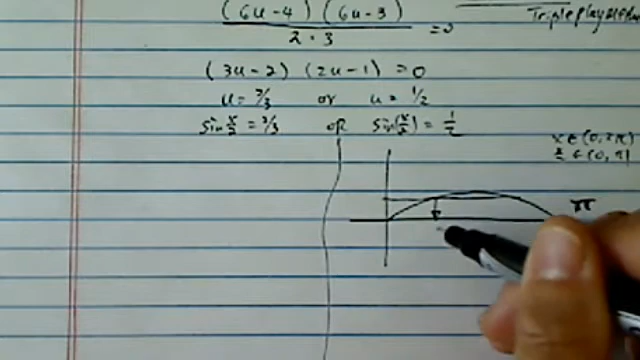 (6u-4)(6u-3)
2·3
=0
(3u-2) (2u-1) =0
u= 2/3 or u= 1/2
sin x/2 = 2/3 or sin(x/2) = 1/2
x ∈ (0, 2π)
x/2 ∈ (0, π)
π